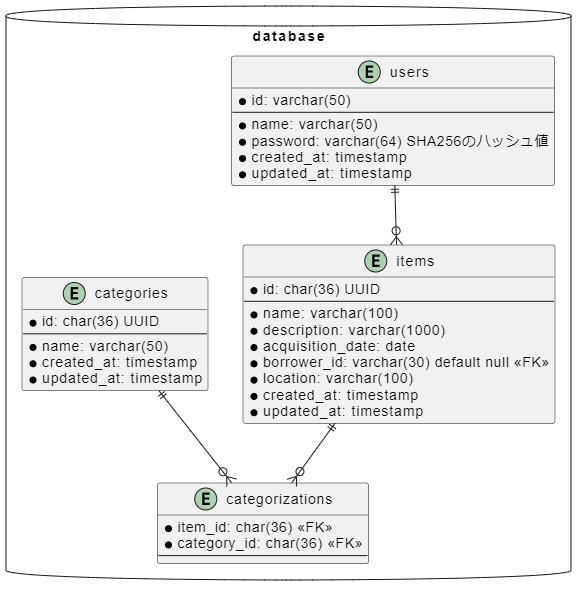 database
E users
id: varchar(50)
name: varchar(50)
password: varchar(64) SHA256のハッシュ値
created_at: timestamp
updated_at: timestamp
E items
id: char(36) UUID
name: varchar(100)
description: varchar(1000)
acquisition_date: date
borrower_id: varchar(30) default null «FK»
location: varchar(100)
created_at: timestamp
updated_at: timestamp
E categories
id: char(36) UUID
name: varchar(50)
created_at: timestamp
updated_at: timestamp
E categorizations
item_id: char(36) «FK»
category_id: char(36) «FK»